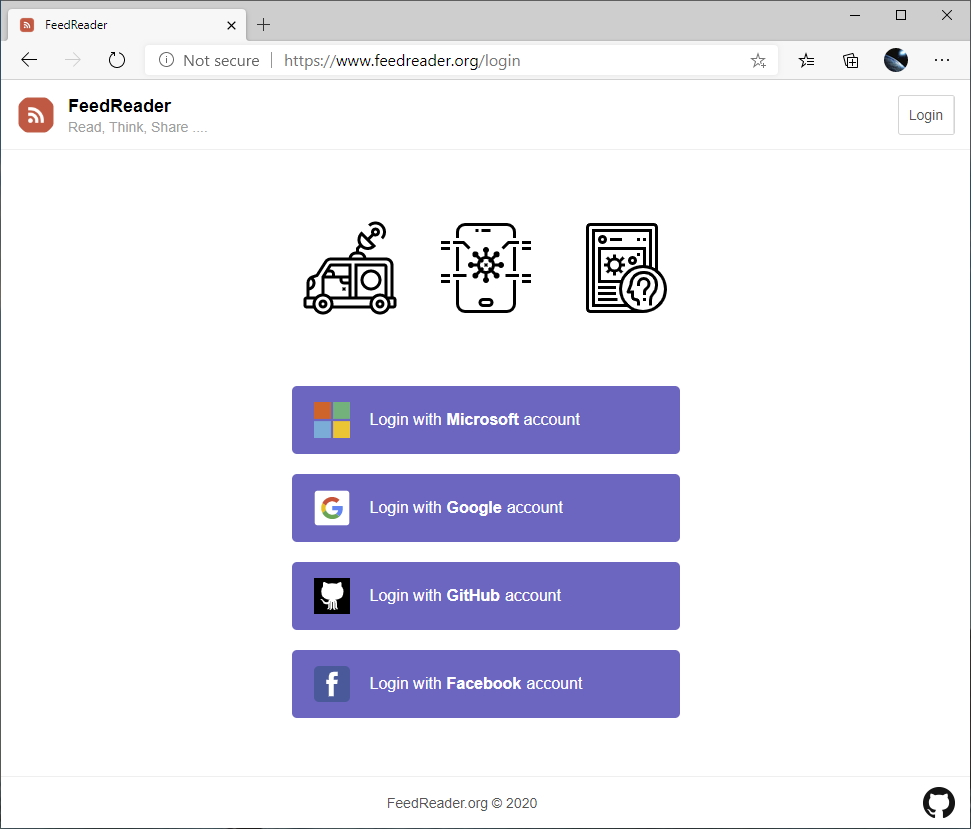 FeedReader
Not secure | https://www.feedreader.org/login
FeedReader
Read, Think, Share ....
Login
Login with Microsoft account
Login with Google account
Login with GitHub account
Login with Facebook account
FeedReader.org © 2020